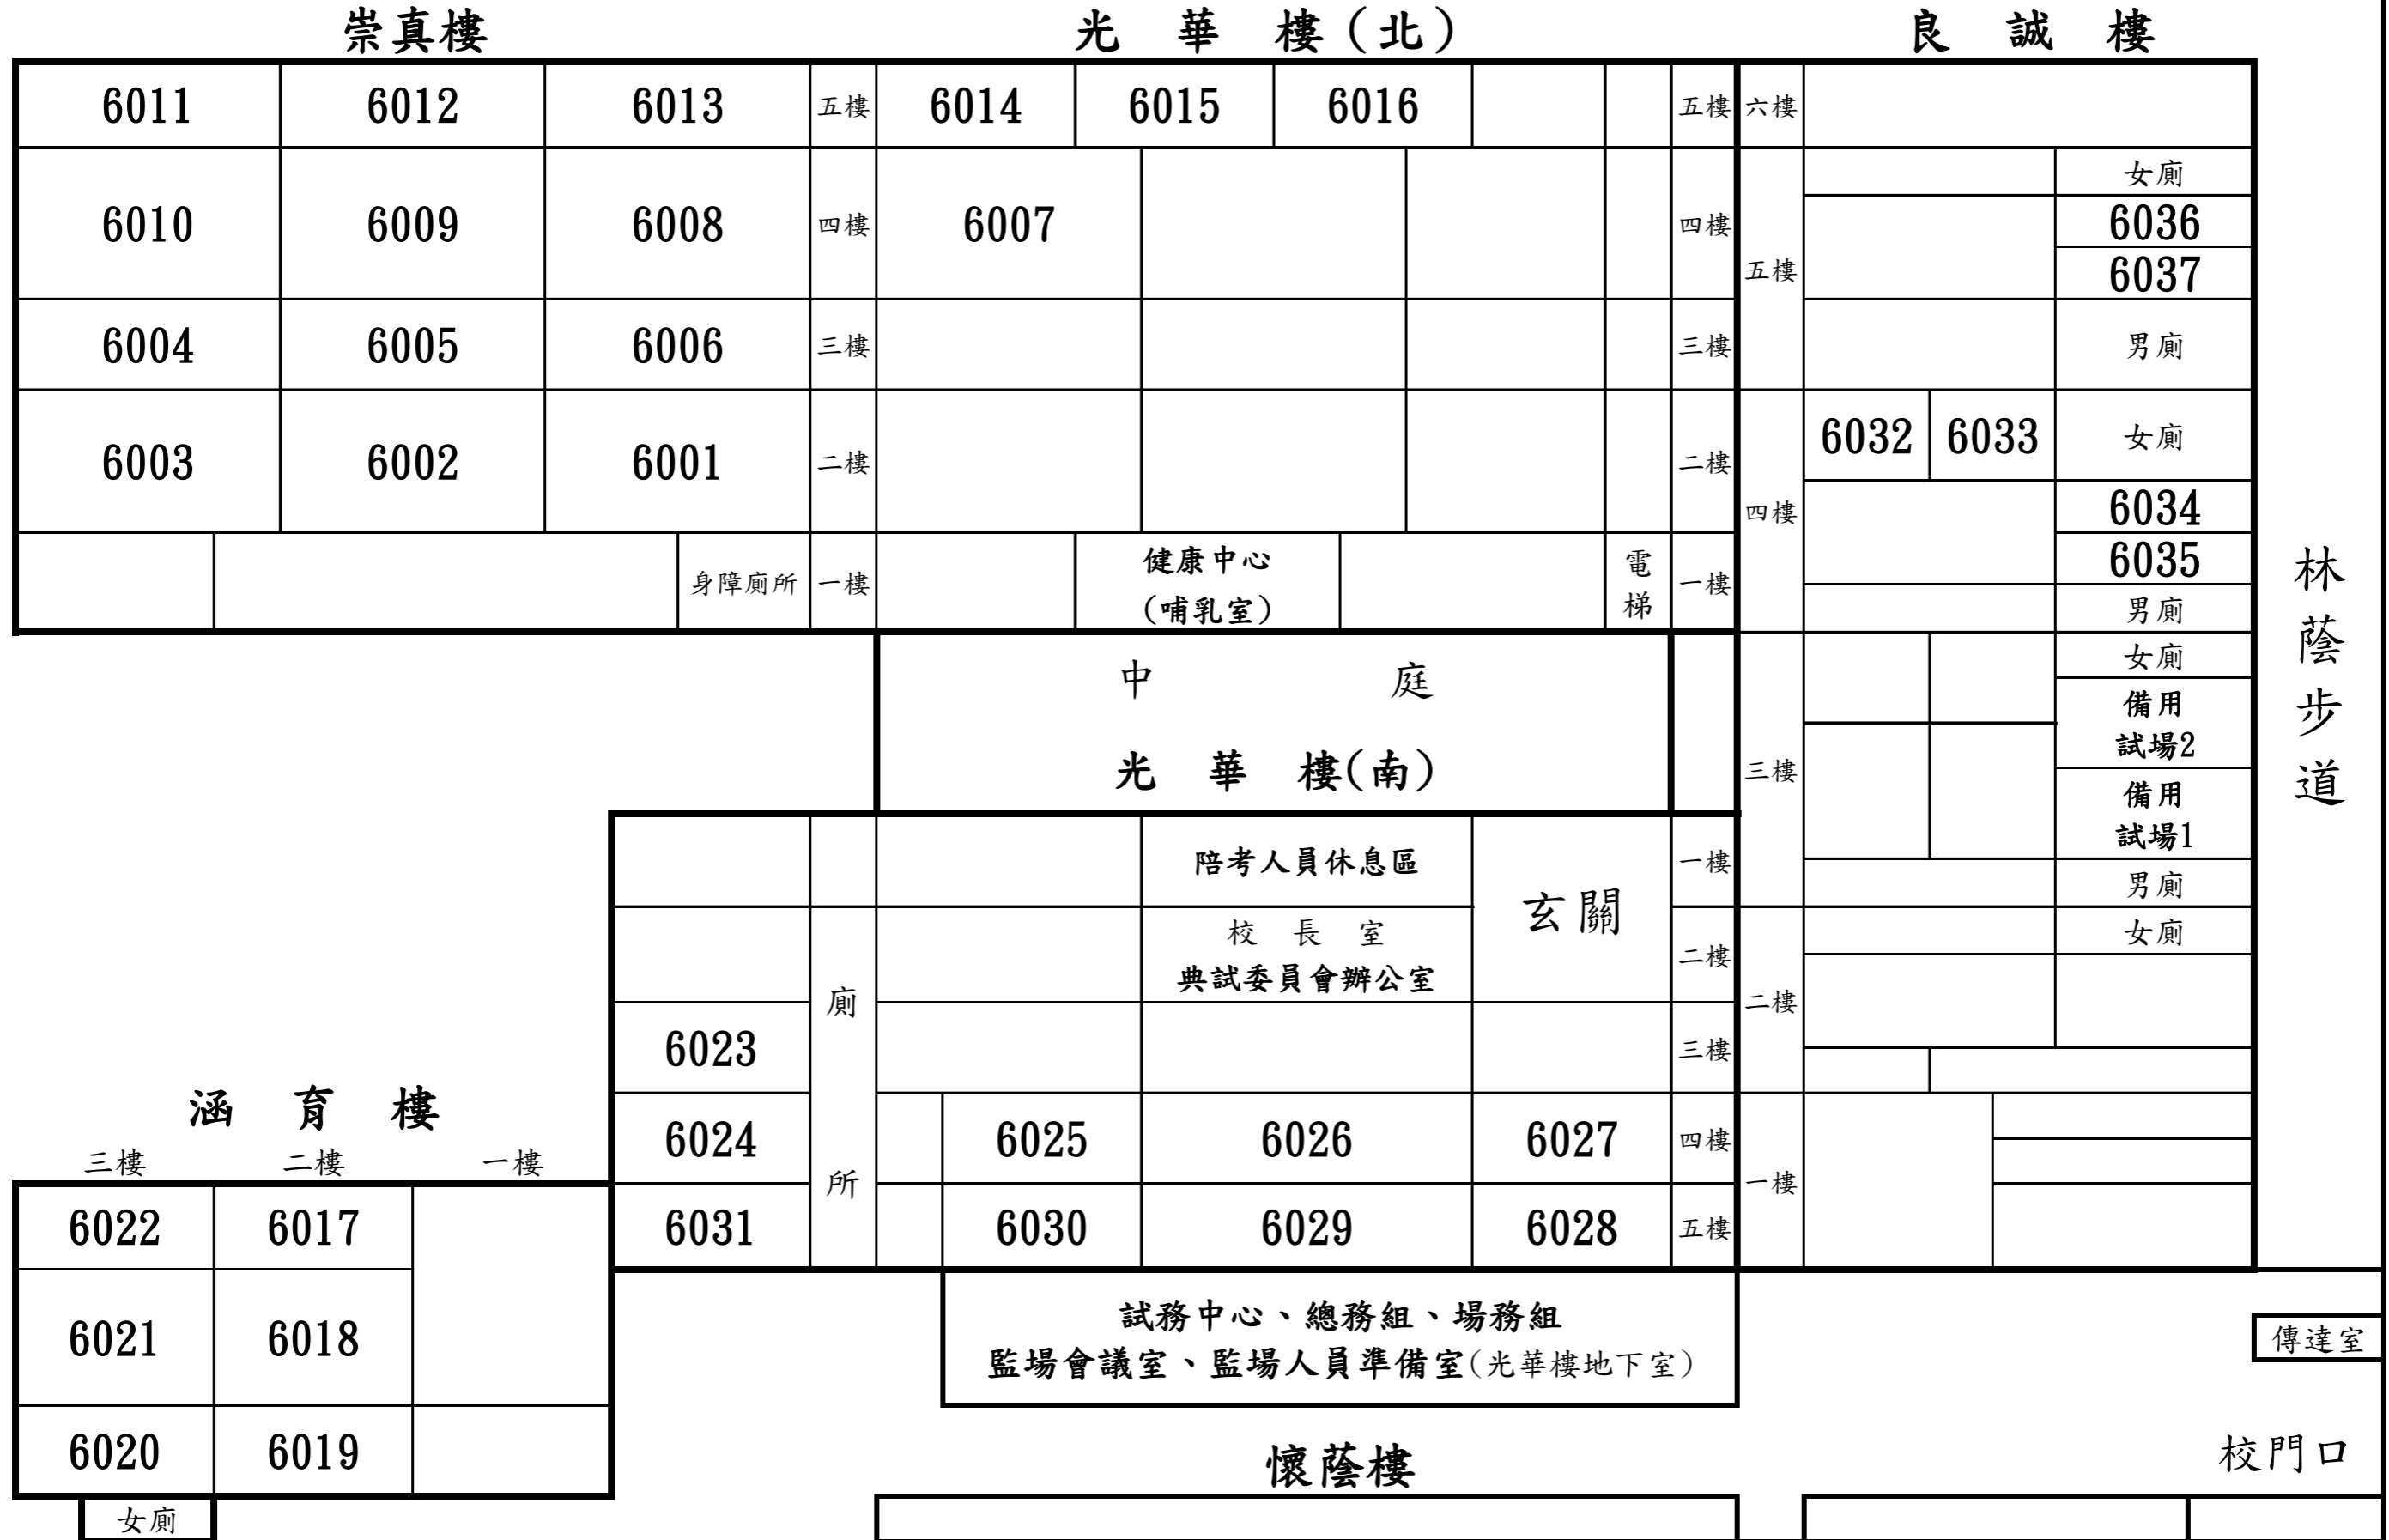 崇真樓 光 華 樓(北) 良 誠 樓
6011 6012 6013 五樓 6014 6015 6016 五樓 六樓
女廁
6010 6009 6008 四樓 6007 四樓 6036
五樓 6037
6004 6005 6006 三樓 三樓 男廁
6003 6002 6001 二樓 二樓 6032 6033 女廁
四樓 6034
6035
身障廁所 一樓 健康中心 電 一樓
(哺乳室) 梯 男廁
林
蔭
步
道
中 庭 女廁
備用
試場2
光 華 樓(南) 三樓
備用
試場1
陪考人員休息區 玄關 一樓 男廁
校 長 室 二樓 女廁
典試委員會辦公室
廁
所
6023 三樓 二樓
6024 6025 6026 6027 四樓
6031 6030 6029 6028 五樓 一樓
涵 育 樓
三樓 二樓 一樓
6022 6017
6021 6018
6020 6019
女廁
試務中心、總務組、場務組
監場會議室、監場人員準備室(光華樓地下室)
傳達室
校門口
懷蔭樓